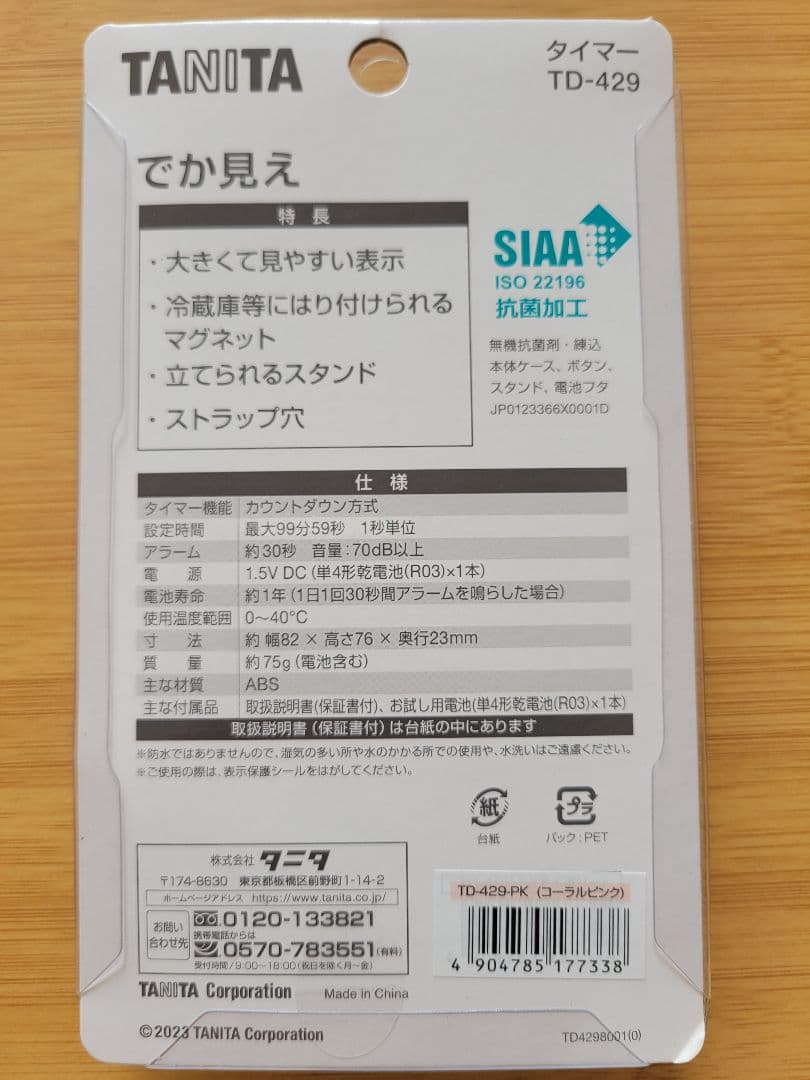 TANITA
タイマー
TD-429
でか見え
特 長
・大きくて見やすい表示
・冷蔵庫等にはり付けられる
マグネット
・立てられるスタンド
・ストラップ穴
SIAA
ISO 22196
抗菌加工
無機抗菌剤・練込
本体ケース、ボタン、
スタンド、電池フタ
JP0123366X0001D
仕 様
タイマー機能 カウントダウン方式
設定時間 最大99分59秒 1秒単位
アラーム 約30秒 音量:70dB以上
電 源 1.5V DC (単4形乾電池(R03)×1本)
電池寿命 約1年 (1日1回30秒間アラームを鳴らした場合)
使用温度範囲 0~40℃
寸 法 約 幅82 × 高さ76 × 奥行23mm
質 量 約75g (電池含む)
主な材質 ABS
主な付属品 取扱説明書(保証書付)、お試し用電池(単4形乾電池(R03)×1本)
取扱説明書 (保証書付) は台紙の中にあります
※防水ではありませんので、湿気の多い所や水のかかる所での使用や、水洗いはご遠慮ください。
※ご使用の際は、表示保護シールをはがしてください。
紙
台紙
プラ
パック:PET
株式会社 タニタ
〒174-8630 東京都板橋区前野町1-14-2
ホームページアドレス https://www.tanita.co.jp/
お問い
合わせ先
0120-133821
携帯電話からは
0570-783551 (有料)
受付時間/9:00~18:00(祝日を除く月~金)
TANITA Corporation Made in China
©2023 TANITA Corporation
TD-429-PK (コーラルピンク)
4 904785 177338
TD4298001(0)